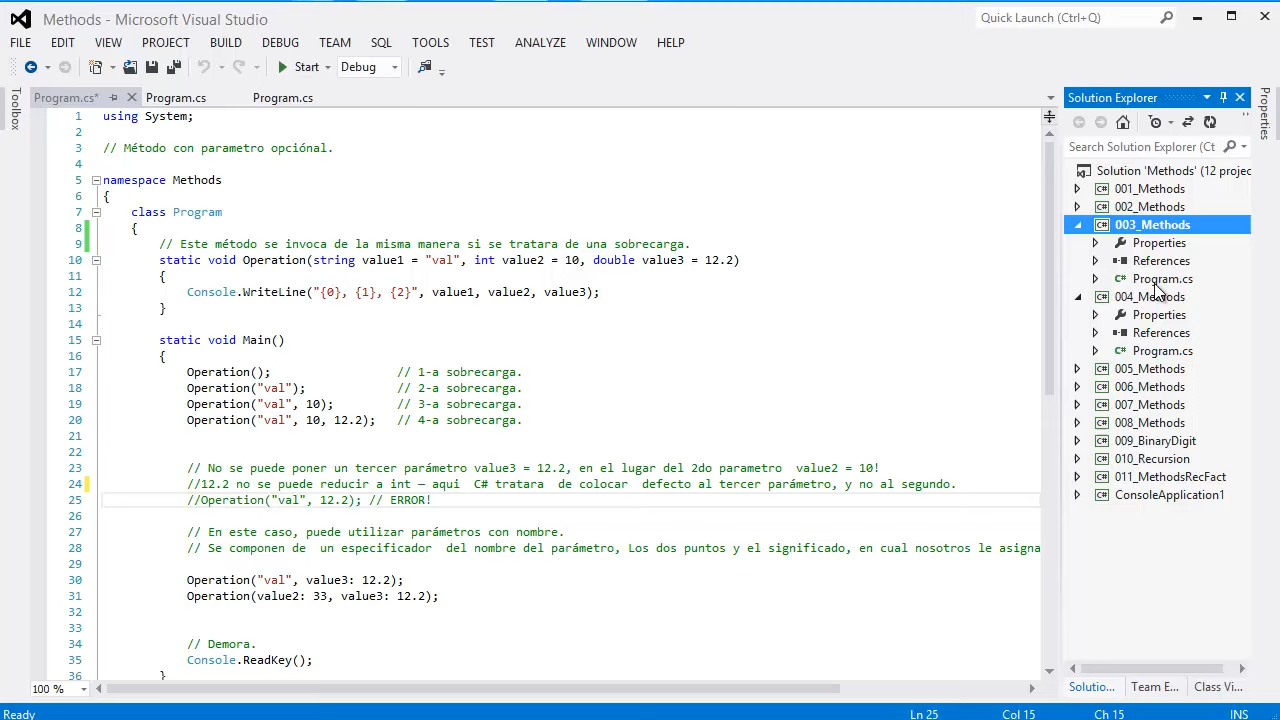 Methods - Microsoft Visual Studio
Quick Launch (Ctrl+Q)
FILE EDIT VIEW PROJECT BUILD DEBUG TEAM SQL TOOLS TEST ANALYZE WINDOW HELP
Start Debug
Toolbox
Program.cs* Program.cs Program.cs
1 using System;
2
3 // Método con parametro opciónal.
4
5 namespace Methods
6 {
7 class Program
8 {
9 // Este método se invoca de la misma manera si se tratara de una sobrecarga.
10 static void Operation(string value1 = "val", int value2 = 10, double value3 = 12.2)
11 {
12 Console.WriteLine("{0}, {1}, {2}", value1, value2, value3);
13 }
14
15 static void Main()
16 {
17 Operation(); // 1-a sobrecarga.
18 Operation("val"); // 2-a sobrecarga.
19 Operation("val", 10); // 3-a sobrecarga.
20 Operation("val", 10, 12.2); // 4-a sobrecarga.
21
22
23 // No se puede poner un tercer parámetro value3 = 12.2, en el lugar del 2do parametro value2 = 10!
24 //12.2 no se puede reducir a int – aqui C# tratara de colocar defecto al tercer parámetro, y no al segundo.
25 //Operation("val", 12.2); // ERROR!
26
27 // En este caso, puede utilizar parámetros con nombre.
28 // Se componen de un especificador del nombre del parámetro, Los dos puntos y el significado, en cual nosotros le asigna
29
30 Operation("val", value3: 12.2);
31 Operation(value2: 33, value3: 12.2);
32
33
34 // Demora.
35 Console.ReadKey();
36 }
100 %
Solution Explorer
Search Solution Explorer (Ct
Solution 'Methods' (12 projec
C# 001_Methods
C# 002_Methods
C# 003_Methods
Properties
References
C# Program.cs
C# 004_Methods
Properties
References
C# Program.cs
C# 005_Methods
C# 006_Methods
C# 007_Methods
C# 008_Methods
C# 009_BinaryDigit
C# 010_Recursion
C# 011_MethodsRecFact
C# ConsoleApplication1
Solutio... Team E... Class Vi...
Properties
Ready Ln 25 Col 15 Ch 15 INS